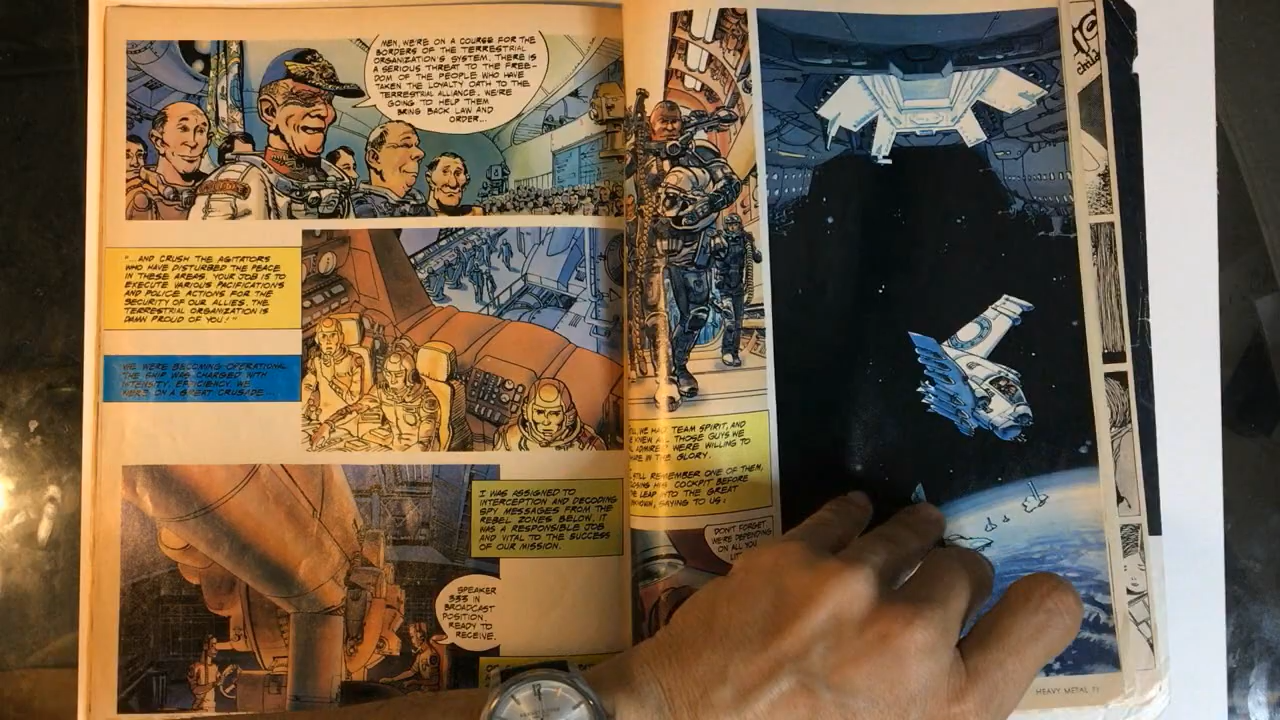 MEN, WE'RE ON A COURSE FOR THE
BORDERS OF THE TERRESTRIAL
ORGANIZATION'S SYSTEM. THERE IS
A SERIOUS THREAT TO THE FREE-
DOM OF THE PEOPLE WHO HAVE
TAKEN THE LOYALTY OATH TO THE
TERRESTRIAL ALLIANCE. WE'RE
GOING TO HELP THEM
BRING BACK LAW AND
ORDER...
"...AND CRUSH THE AGITATORS
WHO HAVE DISTURBED THE PEACE
IN THESE AREAS. YOUR JOB IS TO
EXECUTE VARIOUS PACIFICATIONS
AND POLICE ACTIONS FOR THE
SECURITY OF OUR ALLIES. THE
TERRESTRIAL ORGANIZATION IS
DAMN PROUD OF YOU!"
WE WERE BECOMING OPERATIONAL.
THE SHIP WAS CHARGED WITH
INTENSITY, EFFICIENCY. WE
WERE ON A GREAT CRUSADE...
I WAS ASSIGNED TO
INTERCEPTION AND DECODING
SPY MESSAGES FROM THE
REBEL ZONES BELOW. IT
WAS A RESPONSIBLE JOB
AND VITAL TO THE SUCCESS
OF OUR MISSION.
SPEAKER
333 IN
BROADCAST
POSITION,
READY TO
RECEIVE.
WE HAD TEAM SPIRIT, AND
KNEW ALL THOSE GUYS WE
ADMIRED WERE WILLING TO
IN THE GLORY.
STILL REMEMBER ONE OF THEM,
HIS COCKPIT BEFORE
LEAP INTO THE GREAT
SAYING TO US:
DON'T FORGET
WE'RE DEPENDING
ON ALL YOU
HEAVY METAL 71